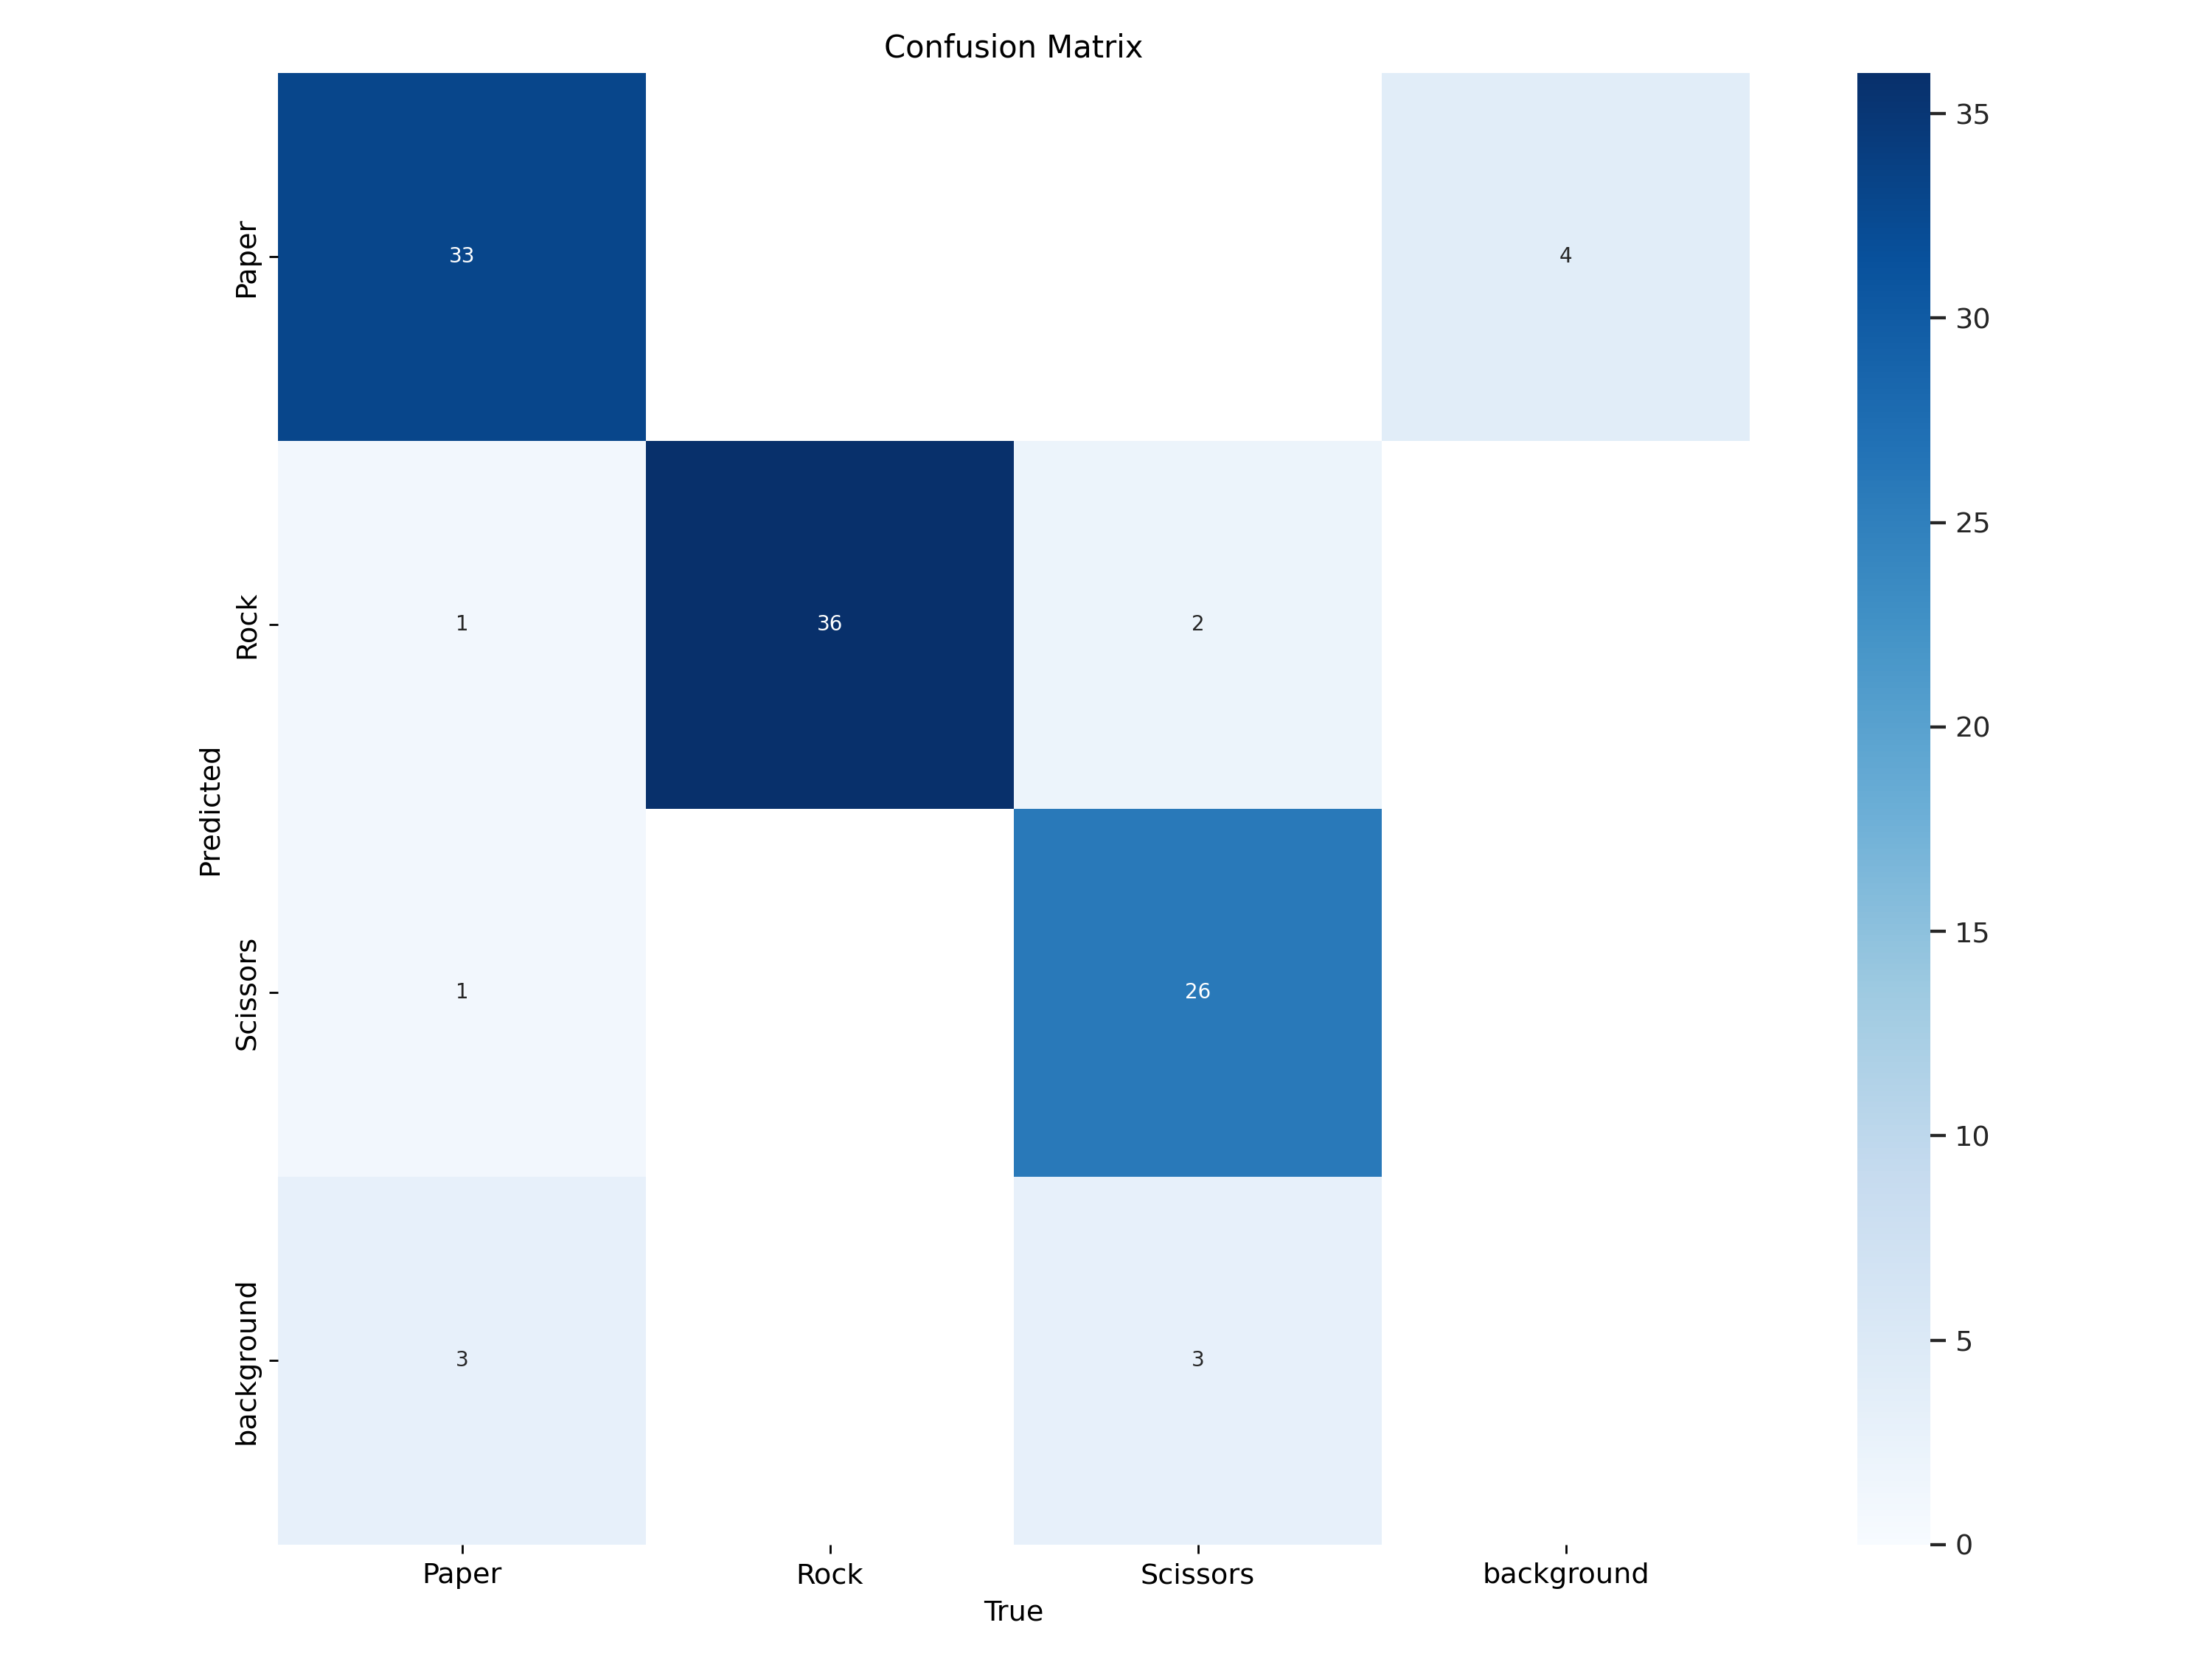 Confusion Matrix
Paper
33
4
Rock
1
36
2
Predicted
Scissors
1
26
background
3
3
Paper
Rock
Scissors
background
True
35
30
25
20
15
10
5
0